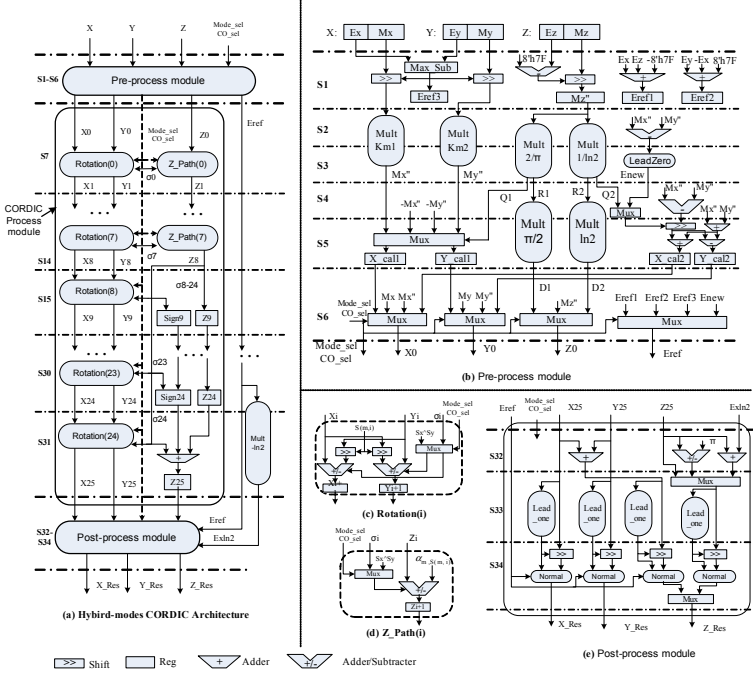 X Y Z Mode_sel
CO_sel
S1-S6 Pre-process module
X0 Y0 Mode_sel
CO_sel Z0 Eref
S7 Rotation(0) σ0 Z_Path(0)
X1 Y1 Z1
CORDIC
Process
module
Rotation(7) σ7 Z_Path(7)
S14 X8 Y8 Z8
S15 Rotation(8) σ8-24
X9 Y9 Sign9 Z9
S30 Rotation(23) σ23
X24 Y24 Sign24 Z24
S31 Rotation(24) σ24
+
X25 Y25 Z25
Mult
-ln2
Eref
S32-
S34 Post-process module Exln2
X_Res Y_Res Z_Res
(a) Hybird-modes CORDIC Architecture
X: Ex Mx Y: Ey My Z: Ez Mz
S1 >> Max_Sub >> 8'h7F >> Ex Ez -8'h7F Ey -Ex 8'h7F
Eref3 Mz" Eref1 Eref2
S2 Mult
Km1 Mult
Km2 Mult
2/π Mult
1/ln2 Mx" My"
S3 LeadZero
Mx" My" Enew
S4 -Mx" -My" Q1 R1 R2 Q2 Mux Mx" My"
Mx" My"
S5 Mux Mult
π/2 Mult
ln2 >> +
X_cal1 Y_cal1 X_cal2 Y_cal2
D1 D2
S6 Mode_sel
CO_sel Mx Mx" My My" Mz" Eref1 Eref2 Eref3 Enew
Mux Mux Mux Mux
Mode_sel
CO_sel X0 Y0 Z0 Eref
(b) Pre-process module
Xi Yi σi Mode_sel
CO_sel
S(m,i) Sx^Sy
>> >> Mux
+/- +/-
Xi+1 Yi+1
(c) Rotation(i)
Mode_sel
CO_sel σi Zi
Sx^Sy α m,S(m,i)
Mux
+/-
Zi+1
(d) Z_Path(i)
Eref Mode_sel
CO_sel X25 Y25 Z25 Exln2
S32 + +/- π +
Mux
S33 Lead
_one Lead
_one Lead
_one Lead
_one
S34 >> >> >> >>
Normal Normal Normal Normal
Mux
X_Res Y_Res Z_Res
(e) Post-process module
>> Shift Reg + Adder +/- Adder/Subtracter